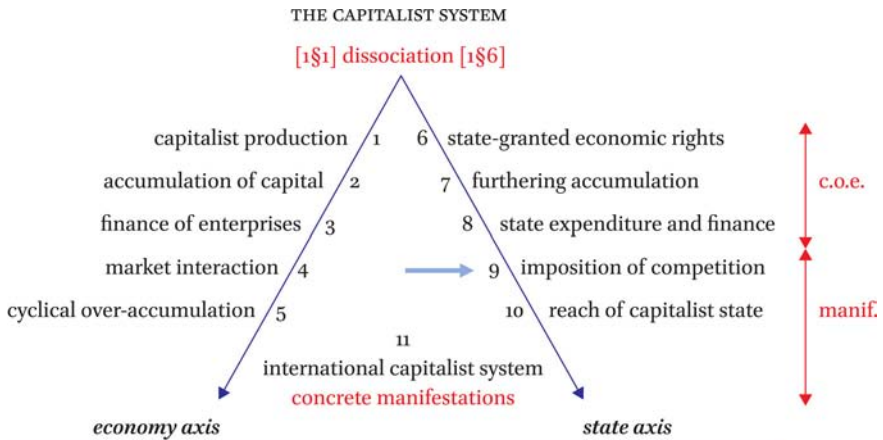 THE CAPITALIST SYSTEM
[1§1] dissociation [1§6]
capitalist production 1 6 state-granted economic rights
accumulation of capital 2 7 furthering accumulation
c.o.e.
finance of enterprises 3 8 state expenditure and finance
market interaction 4 9 imposition of competition
cyclical over-accumulation 5 10 reach of capitalist state manif.
11
international capitalist system
concrete manifestations
economy axis state axis